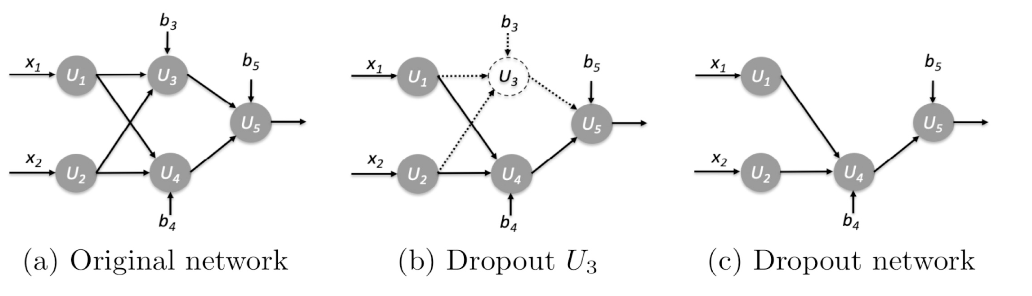 b₃
x₁ U₁ U₃ b₅
U₅
x₂ U₂ U₄
b₄
(a) Original network
b₃
x₁ U₁ U₃ b₅
U₅
x₂ U₂ U₄
b₄
(b) Dropout U₃
x₁ U₁ b₅
U₅
x₂ U₂ U₄
b₄
(c) Dropout network